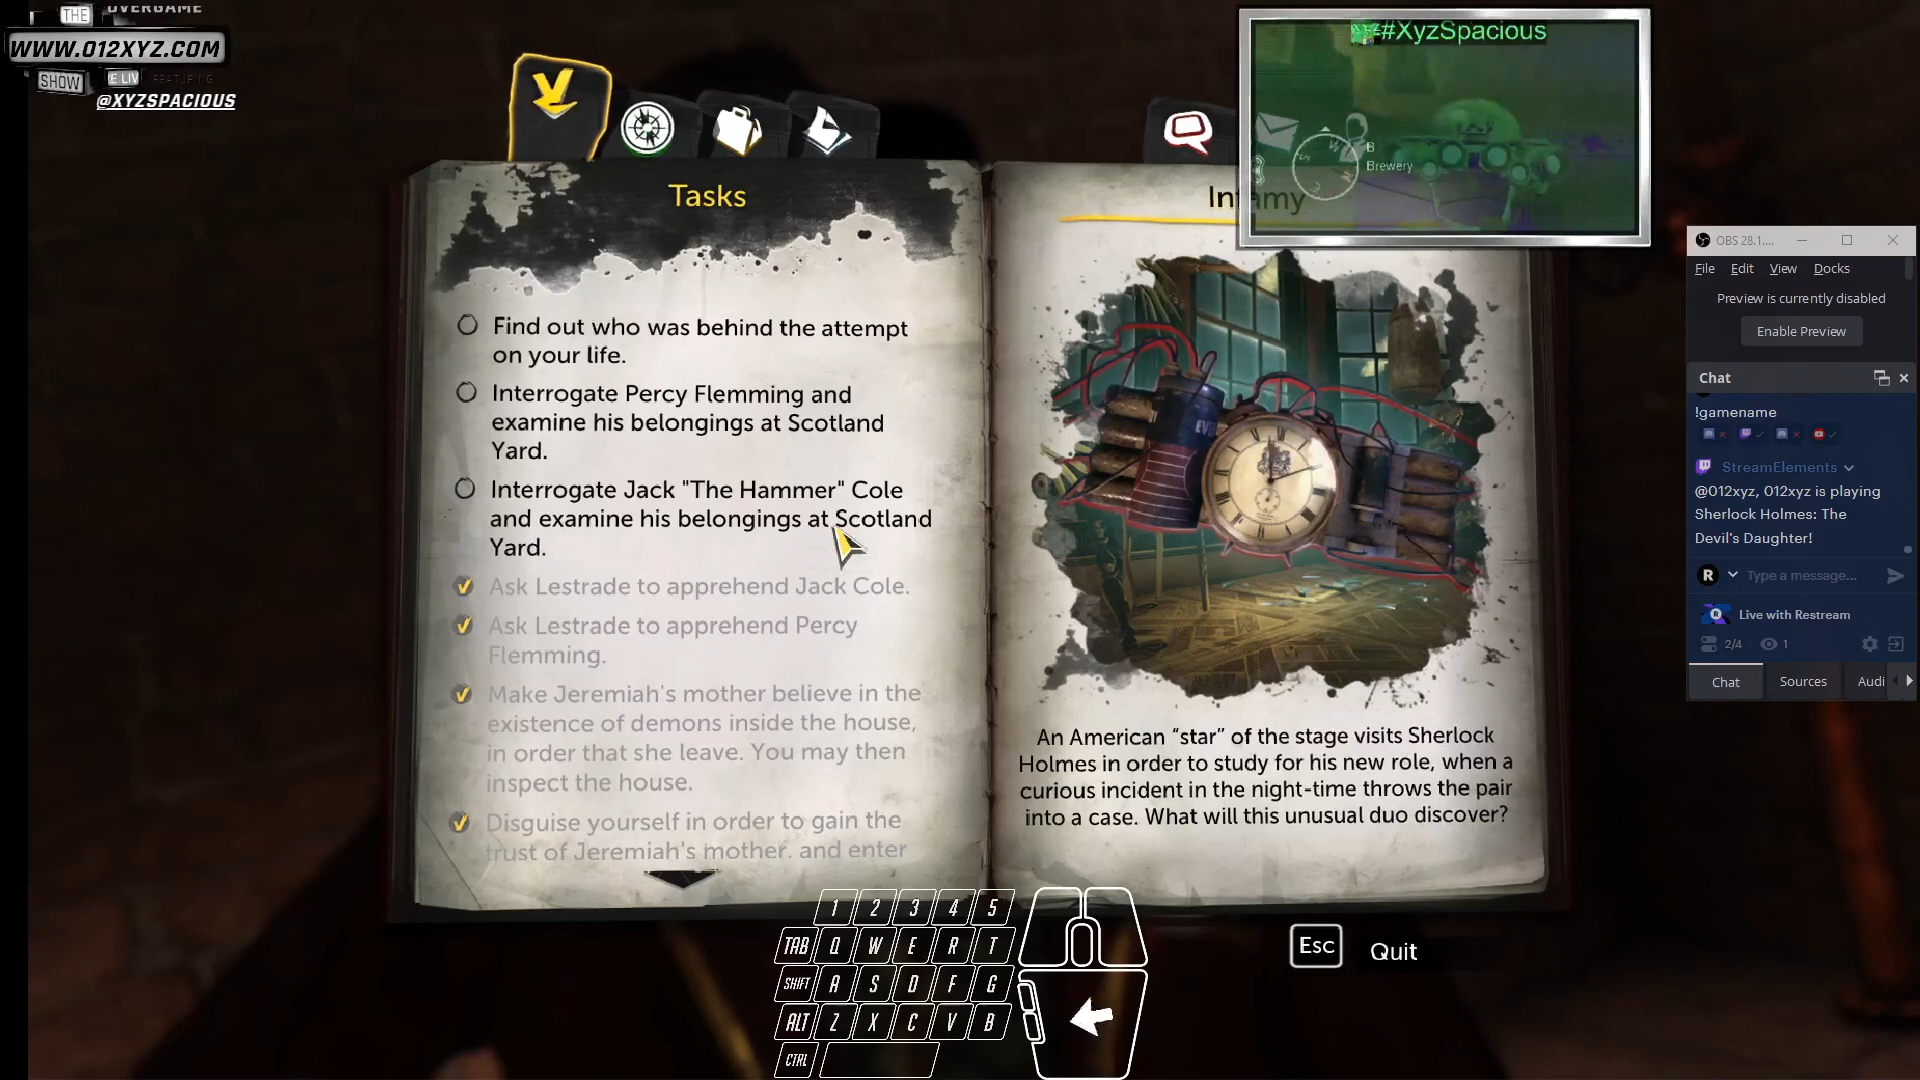 THE OVERGAME
WWW.012XYZ.COM
SHOW
E LIV FEATURING
@XYZSPACIOUS
Tasks
Find out who was behind the attempt
on your life.
Interrogate Percy Flemming and
examine his belongings at Scotland
Yard.
Interrogate Jack "The Hammer" Cole
and examine his belongings at Scotland
Yard.
Ask Lestrade to apprehend Jack Cole.
Ask Lestrade to apprehend Percy
Flemming.
Make Jeremiah's mother believe in the
existence of demons inside the house,
in order that she leave. You may then
inspect the house.
Disguise yourself in order to gain the
trust of Jeremiah's mother, and enter
Infamy
An American “star” of the stage visits Sherlock
Holmes in order to study for his new role, when a
curious incident in the night-time throws the pair
into a case. What will this unusual duo discover?
##XyzSpacious
B
Brewery
OBS 28.1....
File Edit View Docks
Preview is currently disabled
Enable Preview
Chat
!gamename
StreamElements
@012xyz, 012xyz is playing
Sherlock Holmes: The
Devil's Daughter!
R Type a message...
Live with Restream
2/4 1
Chat Sources Audi
1 2 3 4 5
TAB Q W E R T
SHIFT A S D F G
ALT Z X C V B
CTRL
Esc Quit